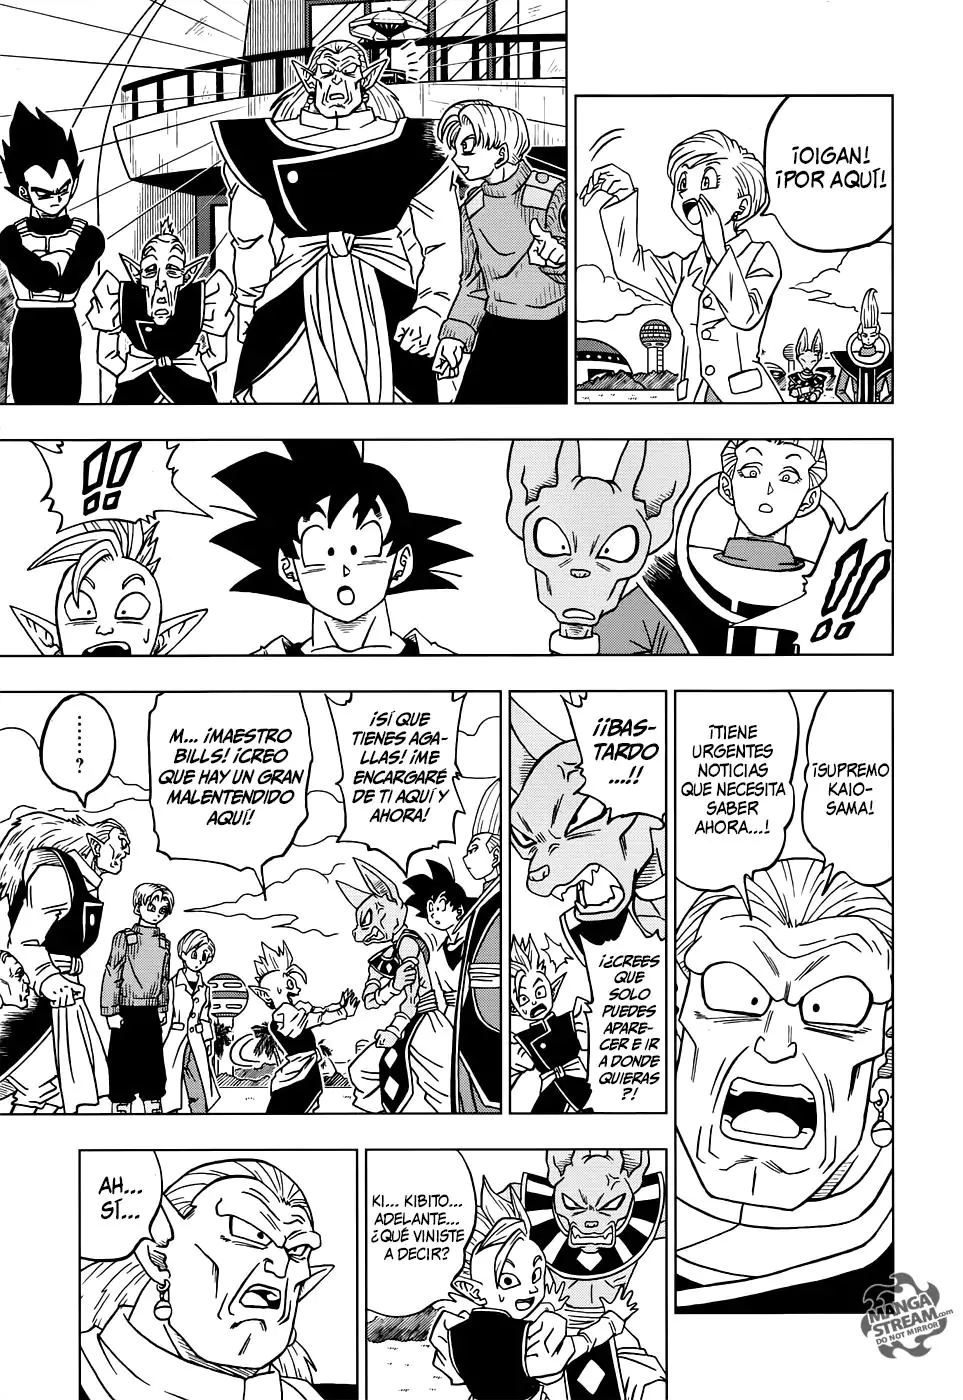 ¡OIGAN!
¡POR AQUÍ!
!!
!!
¡SUPREMO
KAIO-
SAMA!
¡TIENE
URGENTES
NOTICIAS
QUE NECESITA
SABER
AHORA...!
¡¡BAS-
TARDO
...!!
¡¿CREES
QUE
SOLO
PUEDES
APARE-
CER E IR
A DONDE
QUIERAS
?!
¡SÍ QUE
TIENES AGA-
LLAS! ¡ME
ENCARGARÉ
DE TI AQUÍ Y
AHORA!
M... ¡MAESTRO
BILLS! ¡CREO
QUE HAY UN GRAN
MALENTENDIDO
AQUÍ!
......?
KI... KIBITO...
ADELANTE...
¿QUÉ VINISTE
A DECIR?
AH...
SÍ...
MANGA
STREAM.com
DO NOT MIRROR